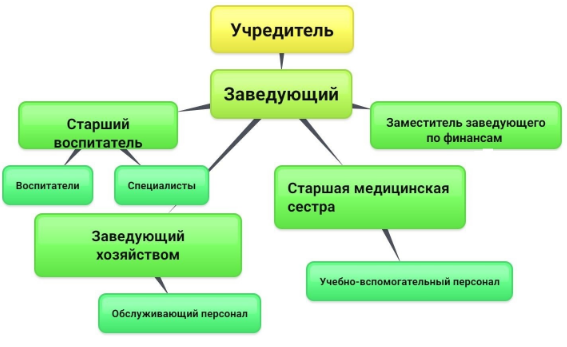 Учредитель
Заведующий
Старший
воспитатель
Заместитель заведующего
по финансам
Воспитатели
Специалисты
Старшая медицинская
сестра
Заведующий
хозяйством
Учебно-вспомогательный персонал
Обслуживающий персонал